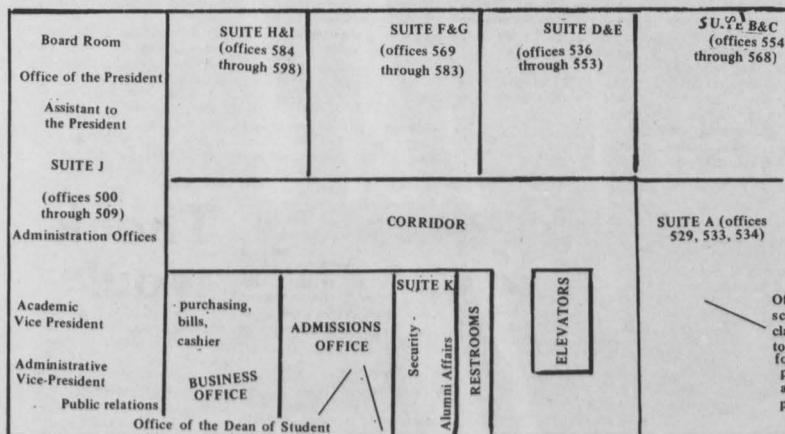 Board Room
Office of the President
Assistant to
the President
SUITE J
(offices 500
through 509)
Administration Offices
Academic
Vice President
Administrative
Vice-President
Public relations
SUITE H&I
(offices 584
through 598)
SUITE F&G
(offices 569
through 583)
SUITE D&E
(offices 536
through 553)
SUITE B&C
(offices 554
through 568)
CORRIDOR
SUITE A (offices
529, 533, 534)
purchasing,
bills,
cashier
BUSINESS
OFFICE
ADMISSIONS
OFFICE
Office of the Dean of Student
SUITE K
Security -
Alumni Affairs
RESTROOMS
ELEVATORS